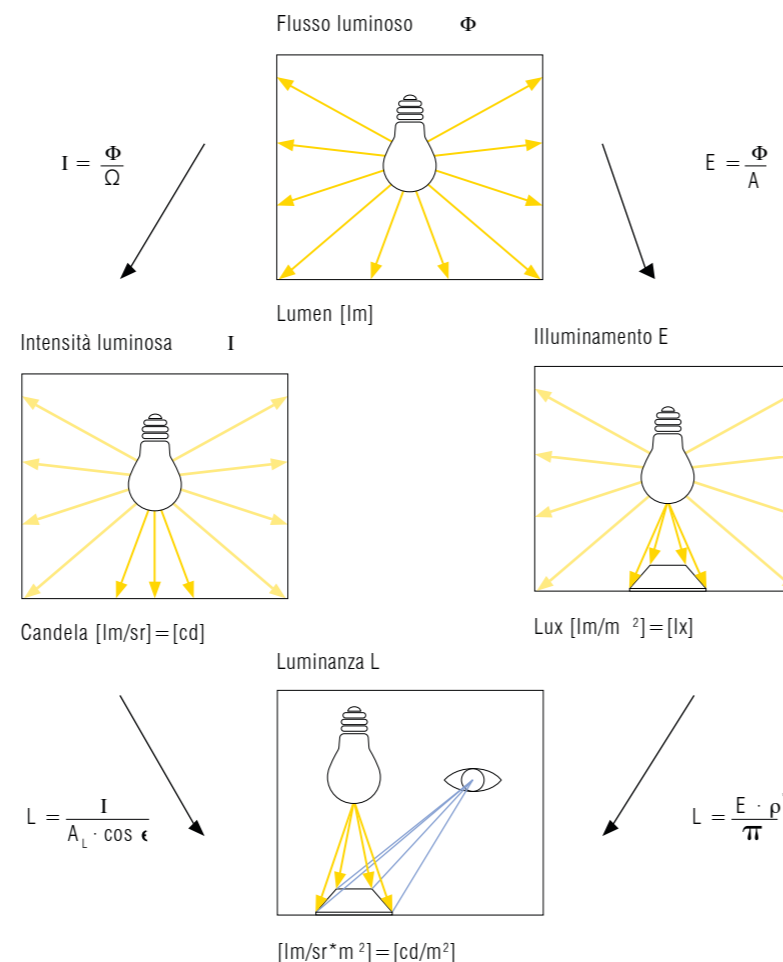 Flusso luminoso Φ
I = Φ / Ω
E = Φ / A
Lumen [lm]
Intensità luminosa I
Illuminamento E
Candela [lm/sr]=[cd]
Lux [lm/m ²]=[lx]
Luminanza L
L = I / A_L · cos ϵ
L = E · ρ / π
[lm/sr*m ²]=[cd/m²]